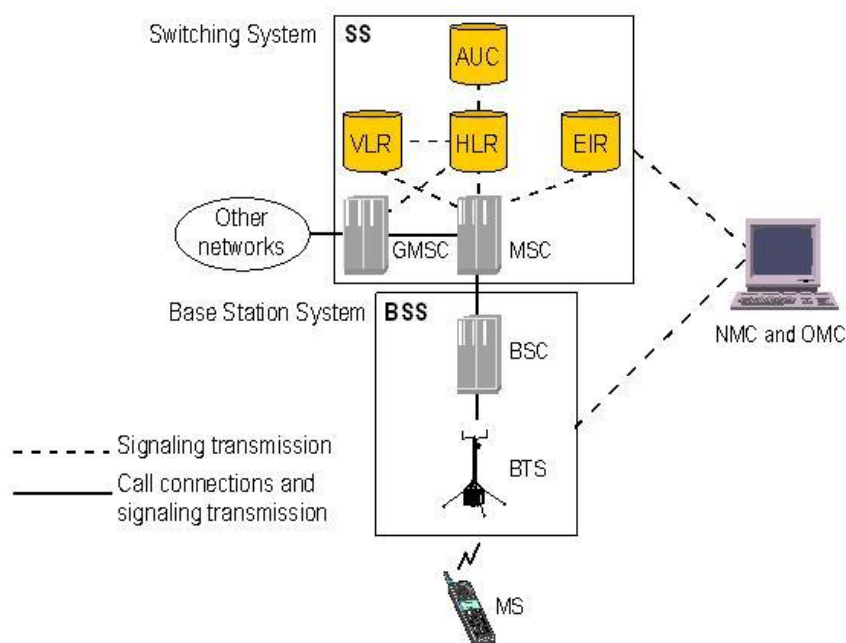 Switching System
SS
AUC
VLR
HLR
EIR
Other
networks
GMSC
MSC
Base Station System
BSS
NMC and OMC
BSC
Signaling transmission
BTS
Call connections and
signaling transmission
MS